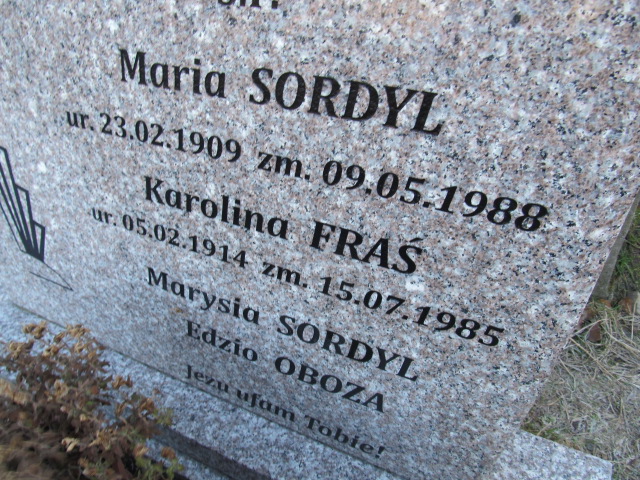 Maria SORDYL
ur. 23.02.1909 zm. 09.05.1988
Karolina FRAŚ
ur. 05.02.1914 zm. 15.07.1985
Marysia SORDYL
Edzio OBOZA
Jezu ufam Tobie!